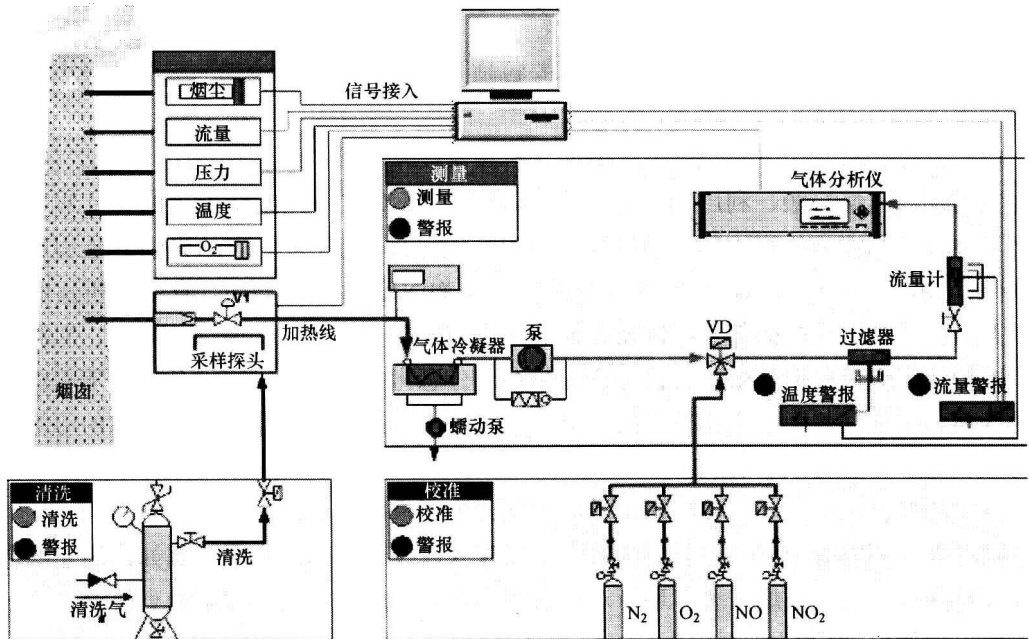 烟尘
流量
压力
温度
O₂
信号接入
V1
采样探头
加热线
烟囱
测量
测量
警报
气体分析仪
流量计
气体冷凝器
泵
VD
过滤器
温度警报
流量警报
蠕动泵
清洗
清洗
警报
清洗
清洗气
校准
校准
警报
N₂
O₂
NO
NO₂